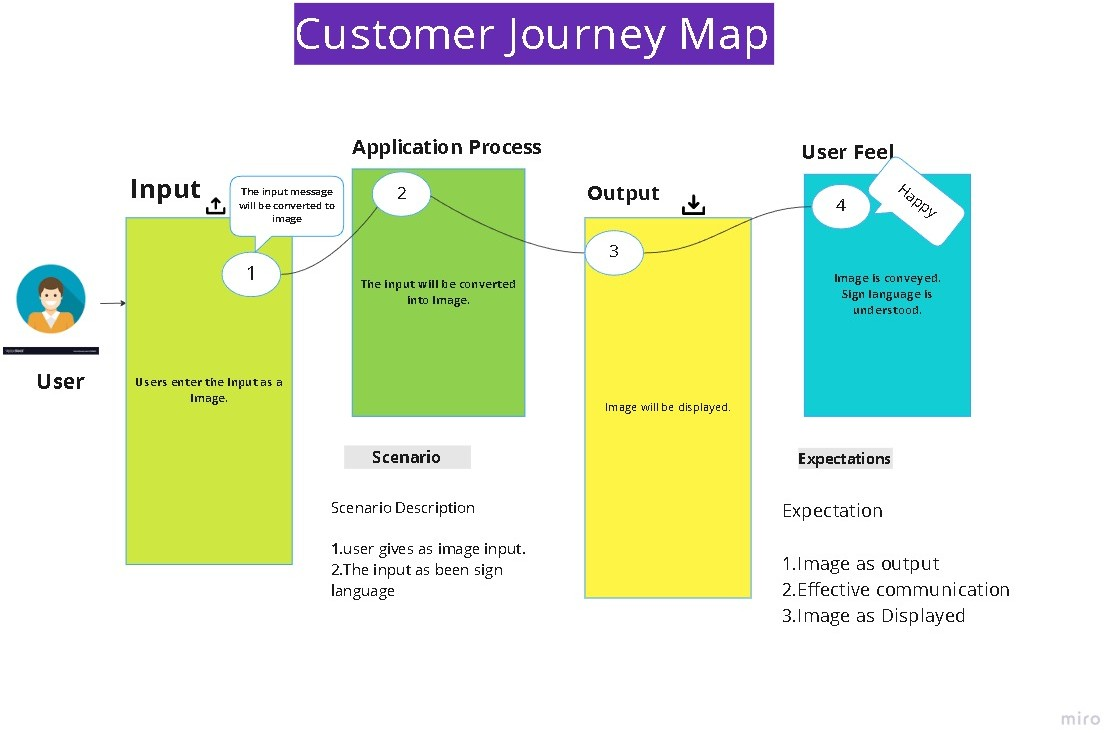 Customer Journey Map
Application Process
User Feel
Input
The input message
will be converted to
image
Output
Happy
1
2
3
4
The input will be converted
into Image.
Image is conveyed.
Sign language is
understood.
User
Users enter the Input as a
Image.
Image will be displayed.
Scenario
Expectations
Scenario Description
1.user gives as image input.
2.The input as been sign
language
Expectation
1.Image as output
2.Effective communication
3.Image as Displayed
miro